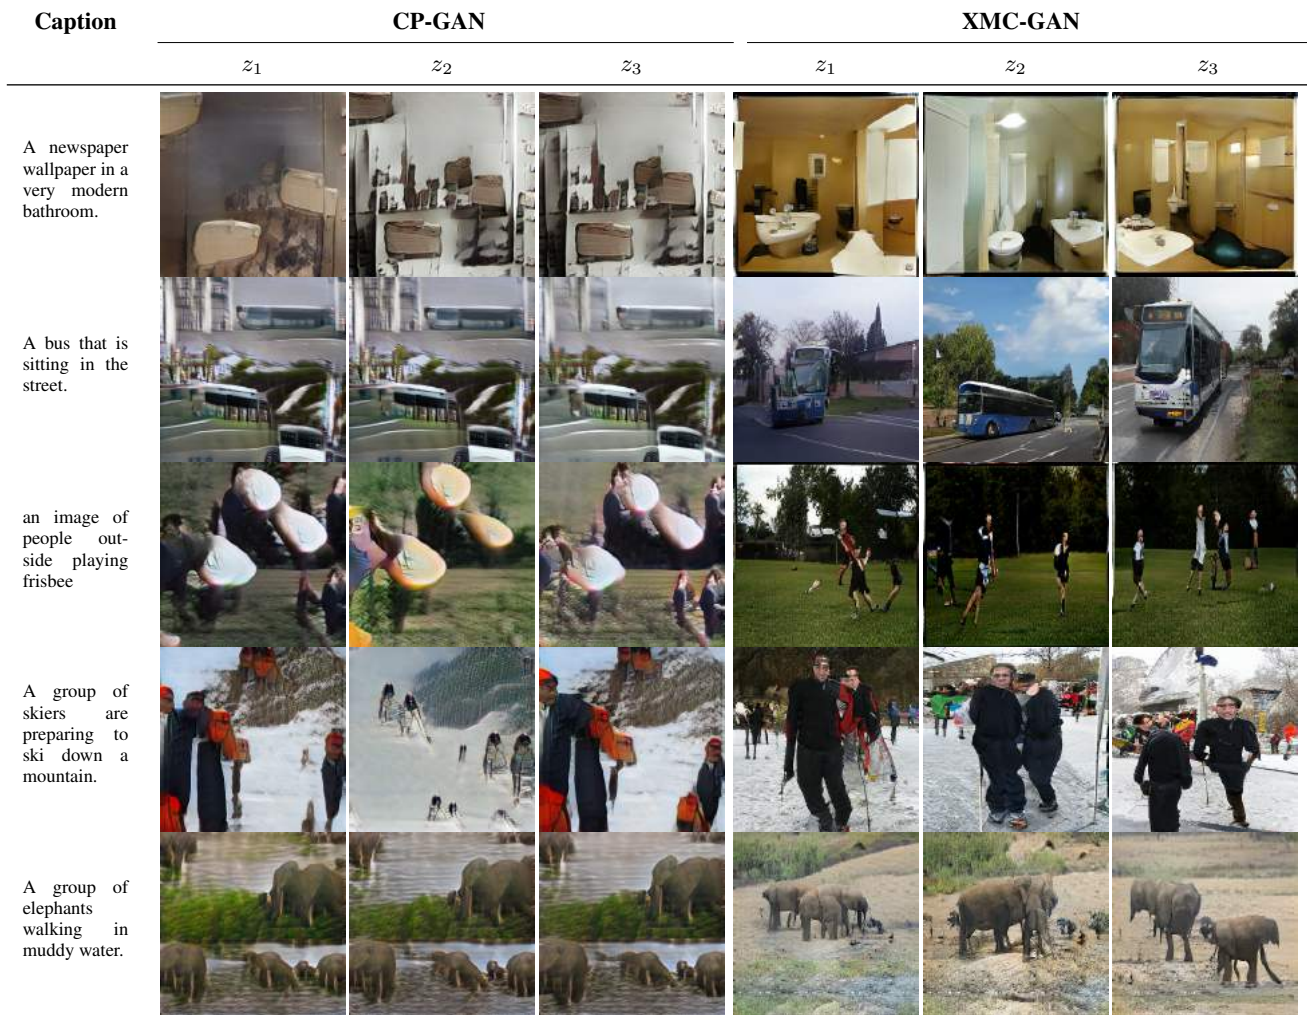 Caption CP-GAN XMC-GAN
z1 z2 z3 z1 z2 z3
A newspaper
wallpaper in a
very modern
bathroom.
A bus that is
sitting in the
street.
an image of
people out-
side playing
frisbee
A group of
skiers are
preparing to
ski down a
mountain.
A group of
elephants
walking in
muddy water.